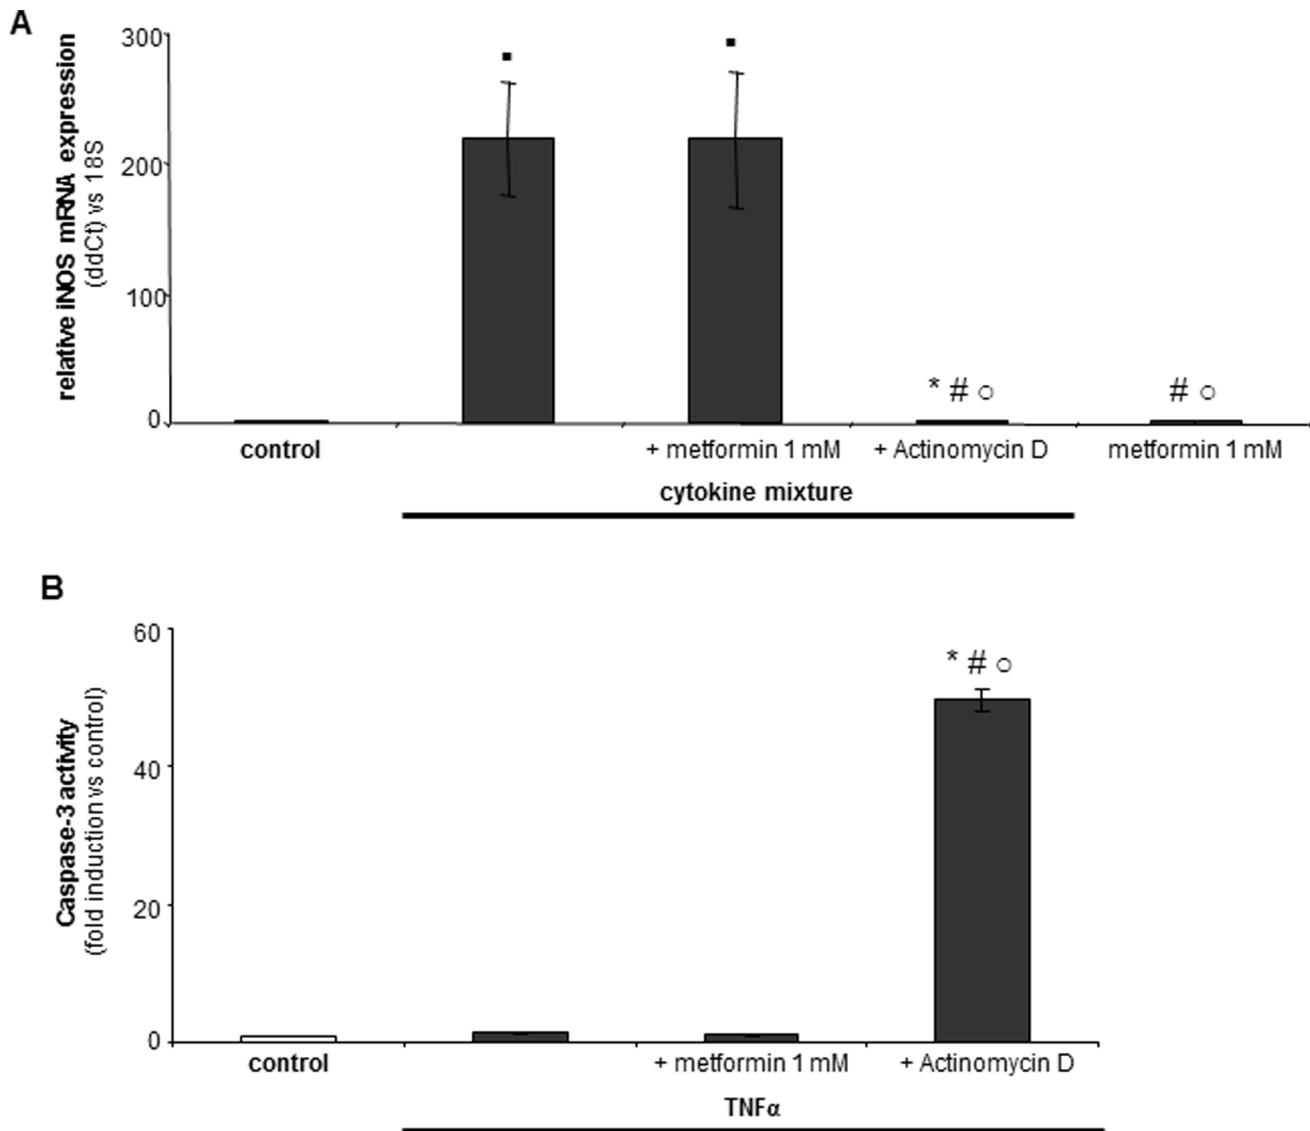 A
relative iNOS mRNA expression
(ddCt) vs 18S
300
200
100
0
▪
▪
* # ○
# ○
control
+ metformin 1 mM
+ Actinomycin D
metformin 1 mM
cytokine mixture
B
Caspase-3 activity
(fold induction vs control)
60
40
20
0
* # ○
control
+ metformin 1 mM
+ Actinomycin D
TNFα